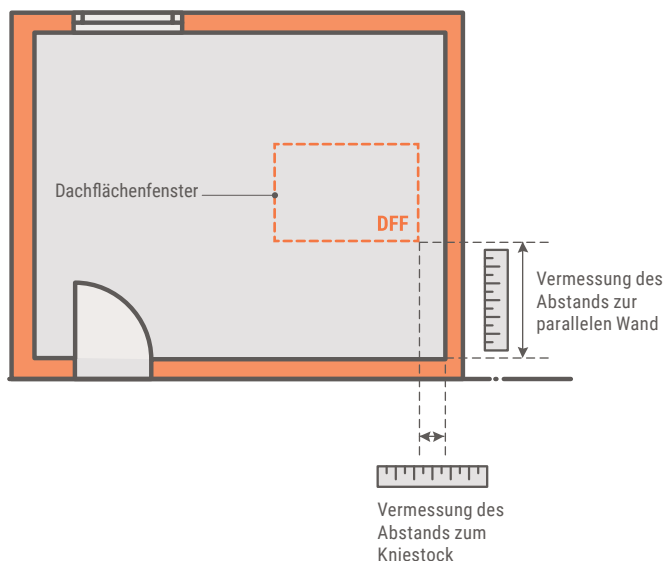 Dachflächenfenster
DFF
Vermessung des
Abstands zur
parallelen Wand
Vermessung des
Abstands zum
Kniestock